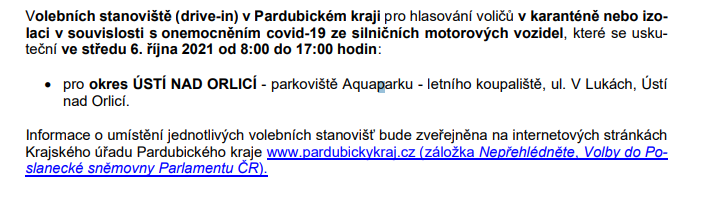 Volebních stanoviště (drive-in) v Pardubickém kraji pro hlasování voličů v karanténě nebo izo-
laci v souvislosti s onemocněním covid-19 ze silničních motorových vozidel, které se usku-
teční ve středu 6. října 2021 od 8:00 do 17:00 hodin:
• pro okres ÚSTÍ NAD ORLICÍ - parkoviště Aquaparku - letního koupaliště, ul. V Lukách, Ústí
nad Orlicí.
Informace o umístění jednotlivých volebních stanovišť bude zveřejněna na internetových stránkách
Krajského úřadu Pardubického kraje www.pardubickykraj.cz (záložka Nepřehlédněte, Volby do Po-
slanecké sněmovny Parlamentu ČR).